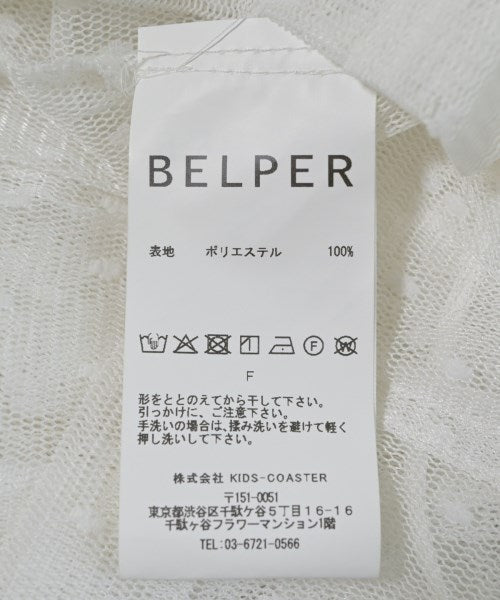 BELPER
表地 ポリエステル 100%
F W
F
形をととのえてから干して下さい。
引っかけに、ご注意下さい。
手洗いの場合は、揉み洗いを避けて軽く
押し洗いして下さい。
株式会社 KIDS-COASTER
〒151-0051
東京都渋谷区千駄ケ谷5丁目16-16
千駄ヶ谷フラワーマンション1階
TEL:03-6721-0566